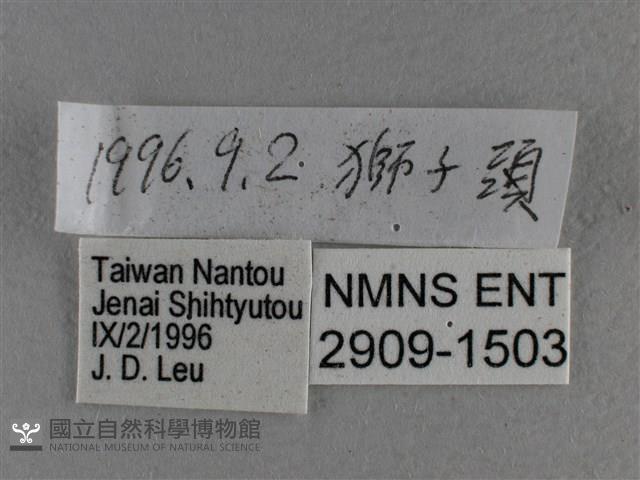 1996.9.2 獅子頭
Taiwan Nantou
Jenai Shihtyutou
IX/2/1996
J. D. Leu
NMNS ENT
2909-1503
國立自然科學博物館
NATIONAL MUSEUM OF NATURAL SCIENCE